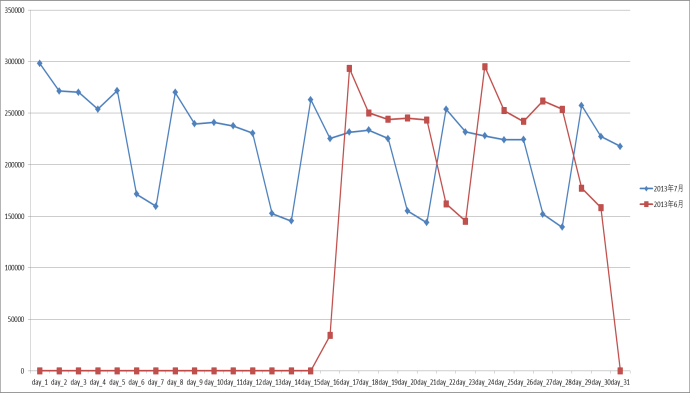 350000
300000
250000
200000
150000
100000
50000
0
day_1 day_2 day_3 day_4 day_5 day_6 day_7 day_8 day_9 day_10 day_11 day_12 day_13 day_14 day_15 day_16 day_17 day_18 day_19 day_20 day_21 day_22 day_23 day_24 day_25 day_26 day_27 day_28 day_29 day_30 day_31
2013年7月
2013年6月